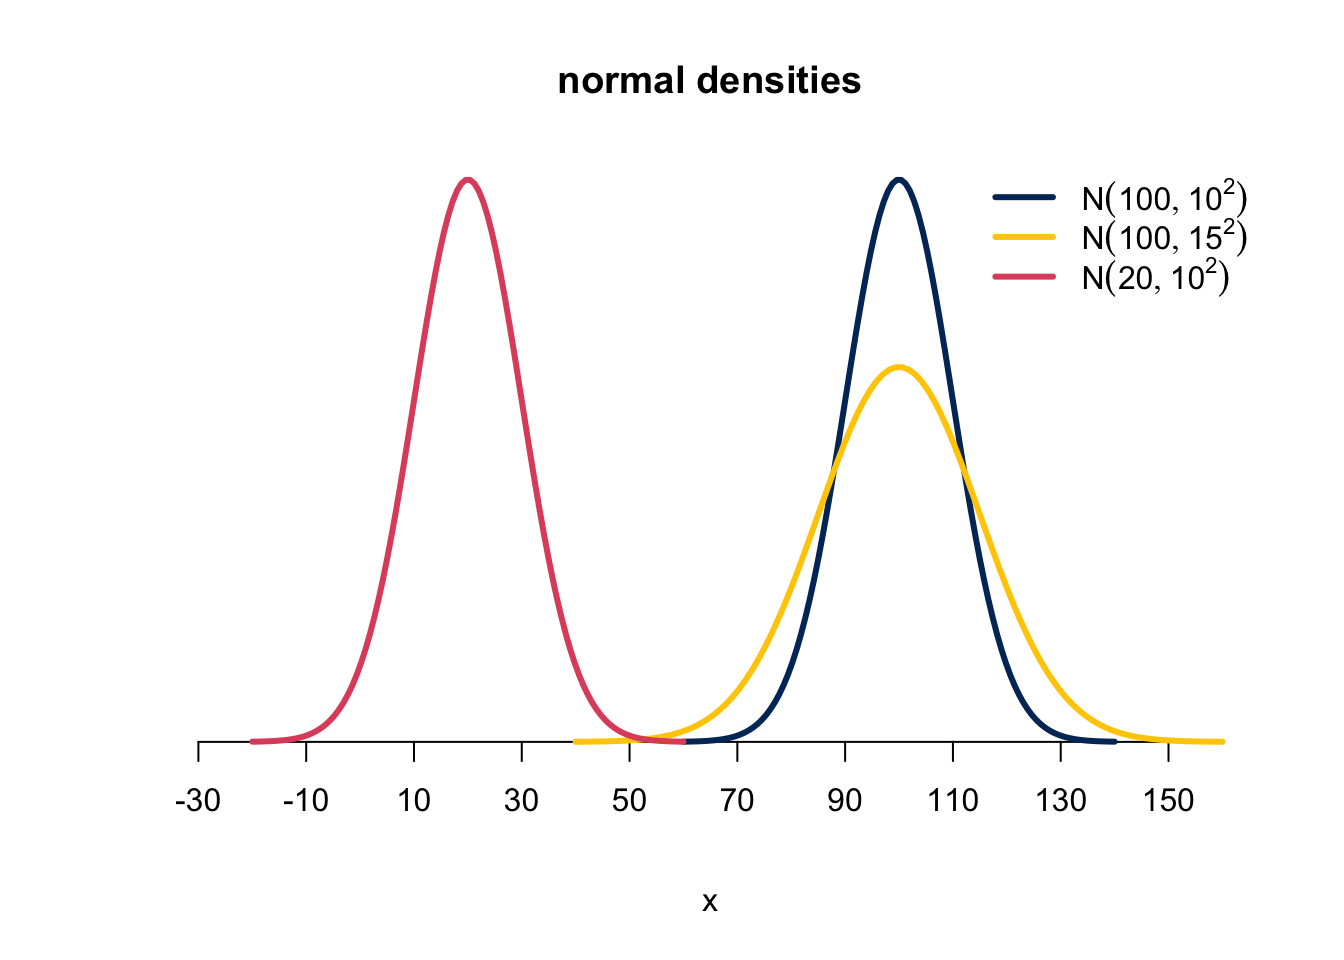 normal densities
N(100, 10²)
N(100, 15²)
N(20, 10²)
-30 -10 10 30 50 70 90 110 130 150
x